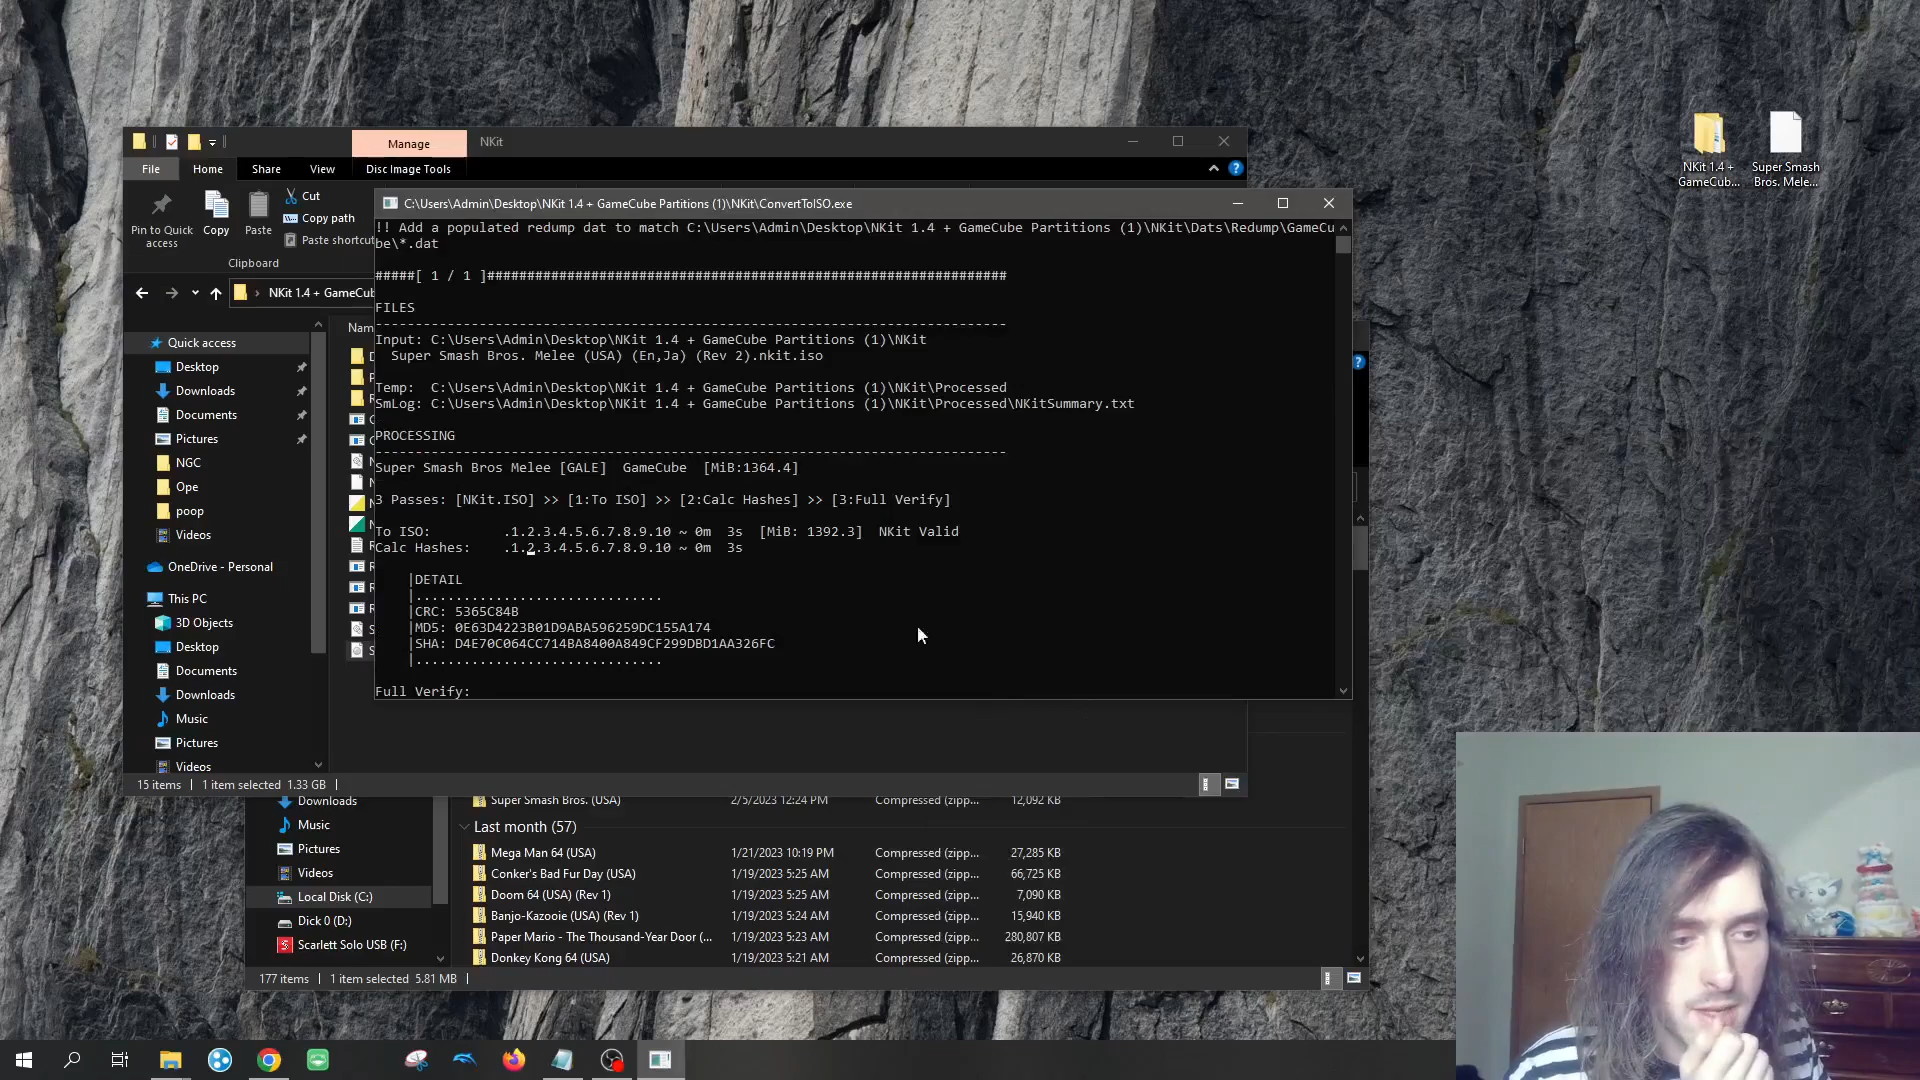 Manage
NKit
File
Home
Share
View
Disc Image Tools
Pin to Quick
access
Copy
Paste
Cut
Copy path
Paste shortcut
Clipboard
NKit 1.4 + GameCub
Quick access
Desktop
Downloads
Documents
Pictures
NGC
Ope
poop
Videos
OneDrive - Personal
This PC
3D Objects
Desktop
Documents
Downloads
Music
Pictures
Videos
15 items
1 item selected 1.33 GB
C:\Users\Admin\Desktop\NKit 1.4 + GameCube Partitions (1)\NKit\ConvertToISO.exe
!! Add a populated redump dat to match C:\Users\Admin\Desktop\NKit 1.4 + GameCube Partitions (1)\NKit\Dats\Redump\GameCu
be\*.dat
#####[ 1 / 1 ]#################################################################
FILES
-------------------------------------------------------------------------------
Input: C:\Users\Admin\Desktop\NKit 1.4 + GameCube Partitions (1)\NKit
Super Smash Bros. Melee (USA) (En,Ja) (Rev 2).nkit.iso
Temp: C:\Users\Admin\Desktop\NKit 1.4 + GameCube Partitions (1)\NKit\Processed
SmLog: C:\Users\Admin\Desktop\NKit 1.4 + GameCube Partitions (1)\NKit\Processed\NKitSummary.txt
PROCESSING
-------------------------------------------------------------------------------
Super Smash Bros Melee [GALE] GameCube [MiB:1364.4]
3 Passes: [NKit.ISO] >> [1:To ISO] >> [2:Calc Hashes] >> [3:Full Verify]
To ISO: .1.2.3.4.5.6.7.8.9.10 ~ 0m 3s [MiB: 1392.3] NKit Valid
Calc Hashes: .1.2.3.4.5.6.7.8.9.10 ~ 0m 3s
|DETAIL
|...............................
|CRC: 5365C84B
|MD5: 0E63D4223B01D9ABA596259DC155A174
|SHA: D4E70C064CC714BA8400A849CF299DBD1AA326FC
|...............................
Full Verify:
Downloads
Music
Pictures
Videos
Local Disk (C:)
Dick 0 (D:)
Scarlett Solo USB (F:)
Super Smash Bros. (USA) 2/5/2023 12:24 PM Compressed (zipp... 12,092 KB
Last month (57)
Mega Man 64 (USA) 1/21/2023 10:19 PM Compressed (zipp... 27,285 KB
Conker's Bad Fur Day (USA) 1/19/2023 5:25 AM Compressed (zipp... 66,725 KB
Doom 64 (USA) (Rev 1) 1/19/2023 5:25 AM Compressed (zipp... 7,090 KB
Banjo-Kazooie (USA) (Rev 1) 1/19/2023 5:24 AM Compressed (zipp... 15,940 KB
Paper Mario - The Thousand-Year Door (... 1/19/2023 5:23 AM Compressed (zipp... 280,807 KB
Donkey Kong 64 (USA) 1/19/2023 5:21 AM Compressed (zipp... 26,870 KB
177 items
1 item selected 5.81 MB
NKit 1.4 +
GameCub...
Super Smash
Bros. Mele...